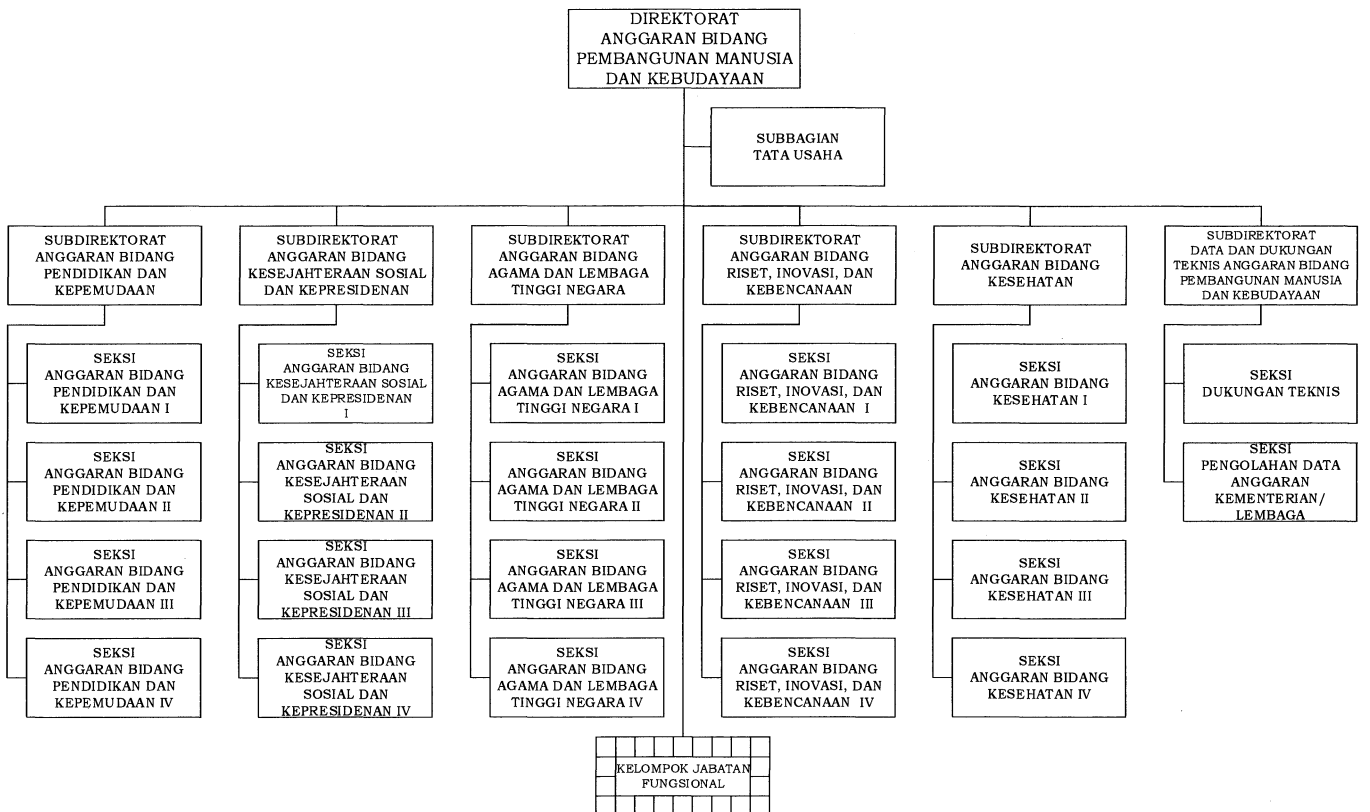 DIREKTORAT
ANGGARAN BIDANG
PEMBANGUNAN MANUSIA
DAN KEBUDAYAAN
SUBBAGIAN
TATA USAHA
SUBDIREKTORAT
ANGGARAN BIDANG
PENDIDIKAN DAN
KEPEMUDAAN
SEKSI
ANGGARAN BIDANG
PENDIDIKAN DAN
KEPEMUDAAN I
SEKSI
ANGGARAN BIDANG
PENDIDIKAN DAN
KEPEMUDAAN II
SEKSI
ANGGARAN BIDANG
PENDIDIKAN DAN
KEPEMUDAAN III
SEKSI
ANGGARAN BIDANG
PENDIDIKAN DAN
KEPEMUDAAN IV
SUBDIREKTORAT
ANGGARAN BIDANG
KESEJAHTERAAN SOSIAL
DAN KEPRESIDENAN
SEKSI
ANGGARAN BIDANG
KESEJAHTERAAN SOSIAL
DAN KEPRESIDENAN
I
SEKSI
ANGGARAN BIDANG
KESEJAHTERAAN
SOSIAL DAN
KEPRESIDENAN II
SEKSI
ANGGARAN BIDANG
KESEJAHTERAAN
SOSIAL DAN
KEPRESIDENAN III
SEKSI
ANGGARAN BIDANG
KESEJAHTERAAN
SOSIAL DAN
KEPRESIDENAN IV
SUBDIREKTORAT
ANGGARAN BIDANG
AGAMA DAN LEMBAGA
TINGGI NEGARA
SEKSI
ANGGARAN BIDANG
AGAMA DAN LEMBAGA
TINGGI NEGARA I
SEKSI
ANGGARAN BIDANG
AGAMA DAN LEMBAGA
TINGGI NEGARA II
SEKSI
ANGGARAN BIDANG
AGAMA DAN LEMBAGA
TINGGI NEGARA III
SEKSI
ANGGARAN BIDANG
AGAMA DAN LEMBAGA
TINGGI NEGARA IV
SUBDIREKTORAT
ANGGARAN BIDANG
RISET, INOVASI, DAN
KEBENCANAAN
SEKSI
ANGGARAN BIDANG
RISET, INOVASI, DAN
KEBENCANAAN I
SEKSI
ANGGARAN BIDANG
RISET, INOVASI, DAN
KEBENCANAAN II
SEKSI
ANGGARAN BIDANG
RISET, INOVASI, DAN
KEBENCANAAN III
SEKSI
ANGGARAN BIDANG
RISET, INOVASI, DAN
KEBENCANAAN IV
SUBDIREKTORAT
ANGGARAN BIDANG
KESEHATAN
SEKSI
ANGGARAN BIDANG
KESEHATAN I
SEKSI
ANGGARAN BIDANG
KESEHATAN II
SEKSI
ANGGARAN BIDANG
KESEHATAN III
SEKSI
ANGGARAN BIDANG
KESEHATAN IV
SUBDIREKTORAT
DATA DAN DUKUNGAN
TEKNIS ANGGARAN BIDANG
PEMBANGUNAN MANUSIA
DAN KEBUDAYAAN
SEKSI
DUKUNGAN TEKNIS
SEKSI
PENGOLAHAN DATA
ANGGARAN
KEMENTERIAN/
LEMBAGA
KELOMPOK JABATAN
FUNGSIONAL